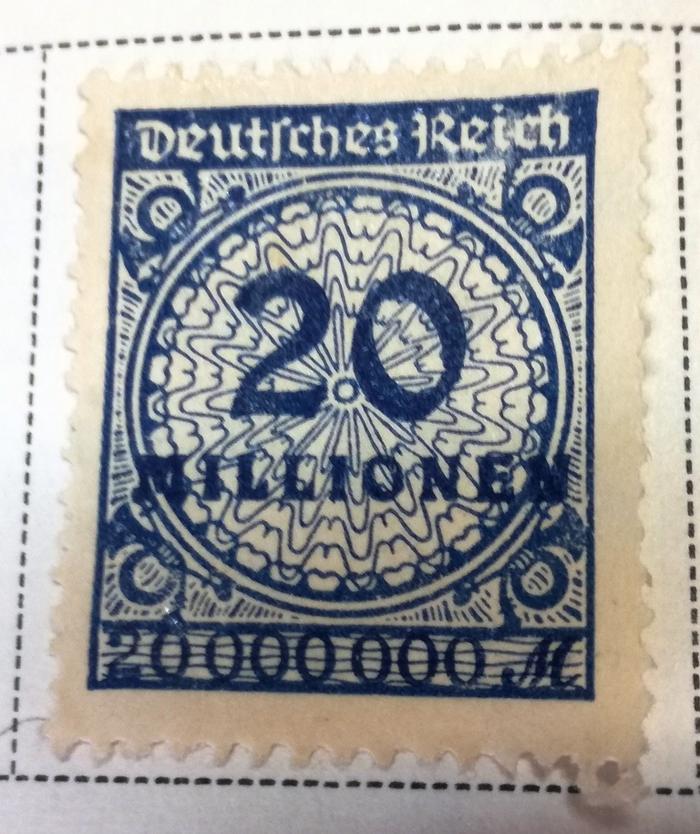 Deutſches Reich
20
MILLIONEN
20000000 M